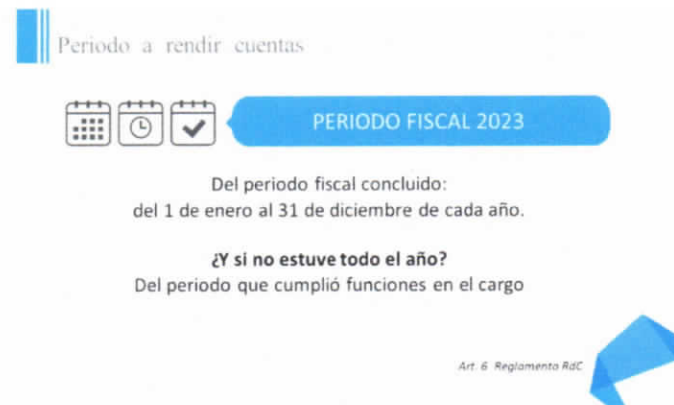 Periodo a rendir cuentas
PERIODO FISCAL 2023
Del periodo fiscal concluido:
del 1 de enero al 31 de diciembre de cada año.
¿Y si no estuve todo el año?
Del periodo que cumplió funciones en el cargo
Art. 6 Reglamento RdC